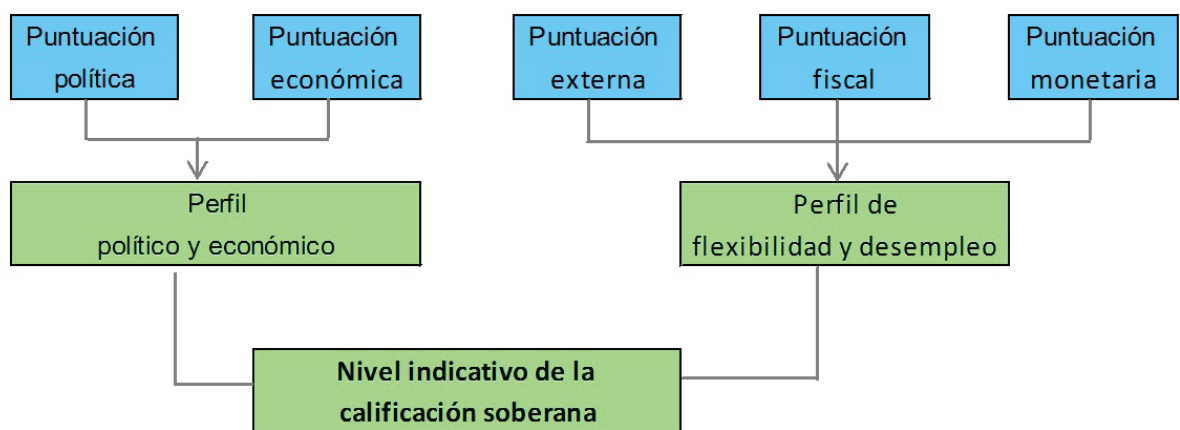 Puntuación
política
Puntuación
económica
Puntuación
externa
Puntuación
fiscal
Puntuación
monetaria
Perfil
político y económico
Perfil de
flexibilidad y desempleo
Nivel indicativo de la
calificación soberana